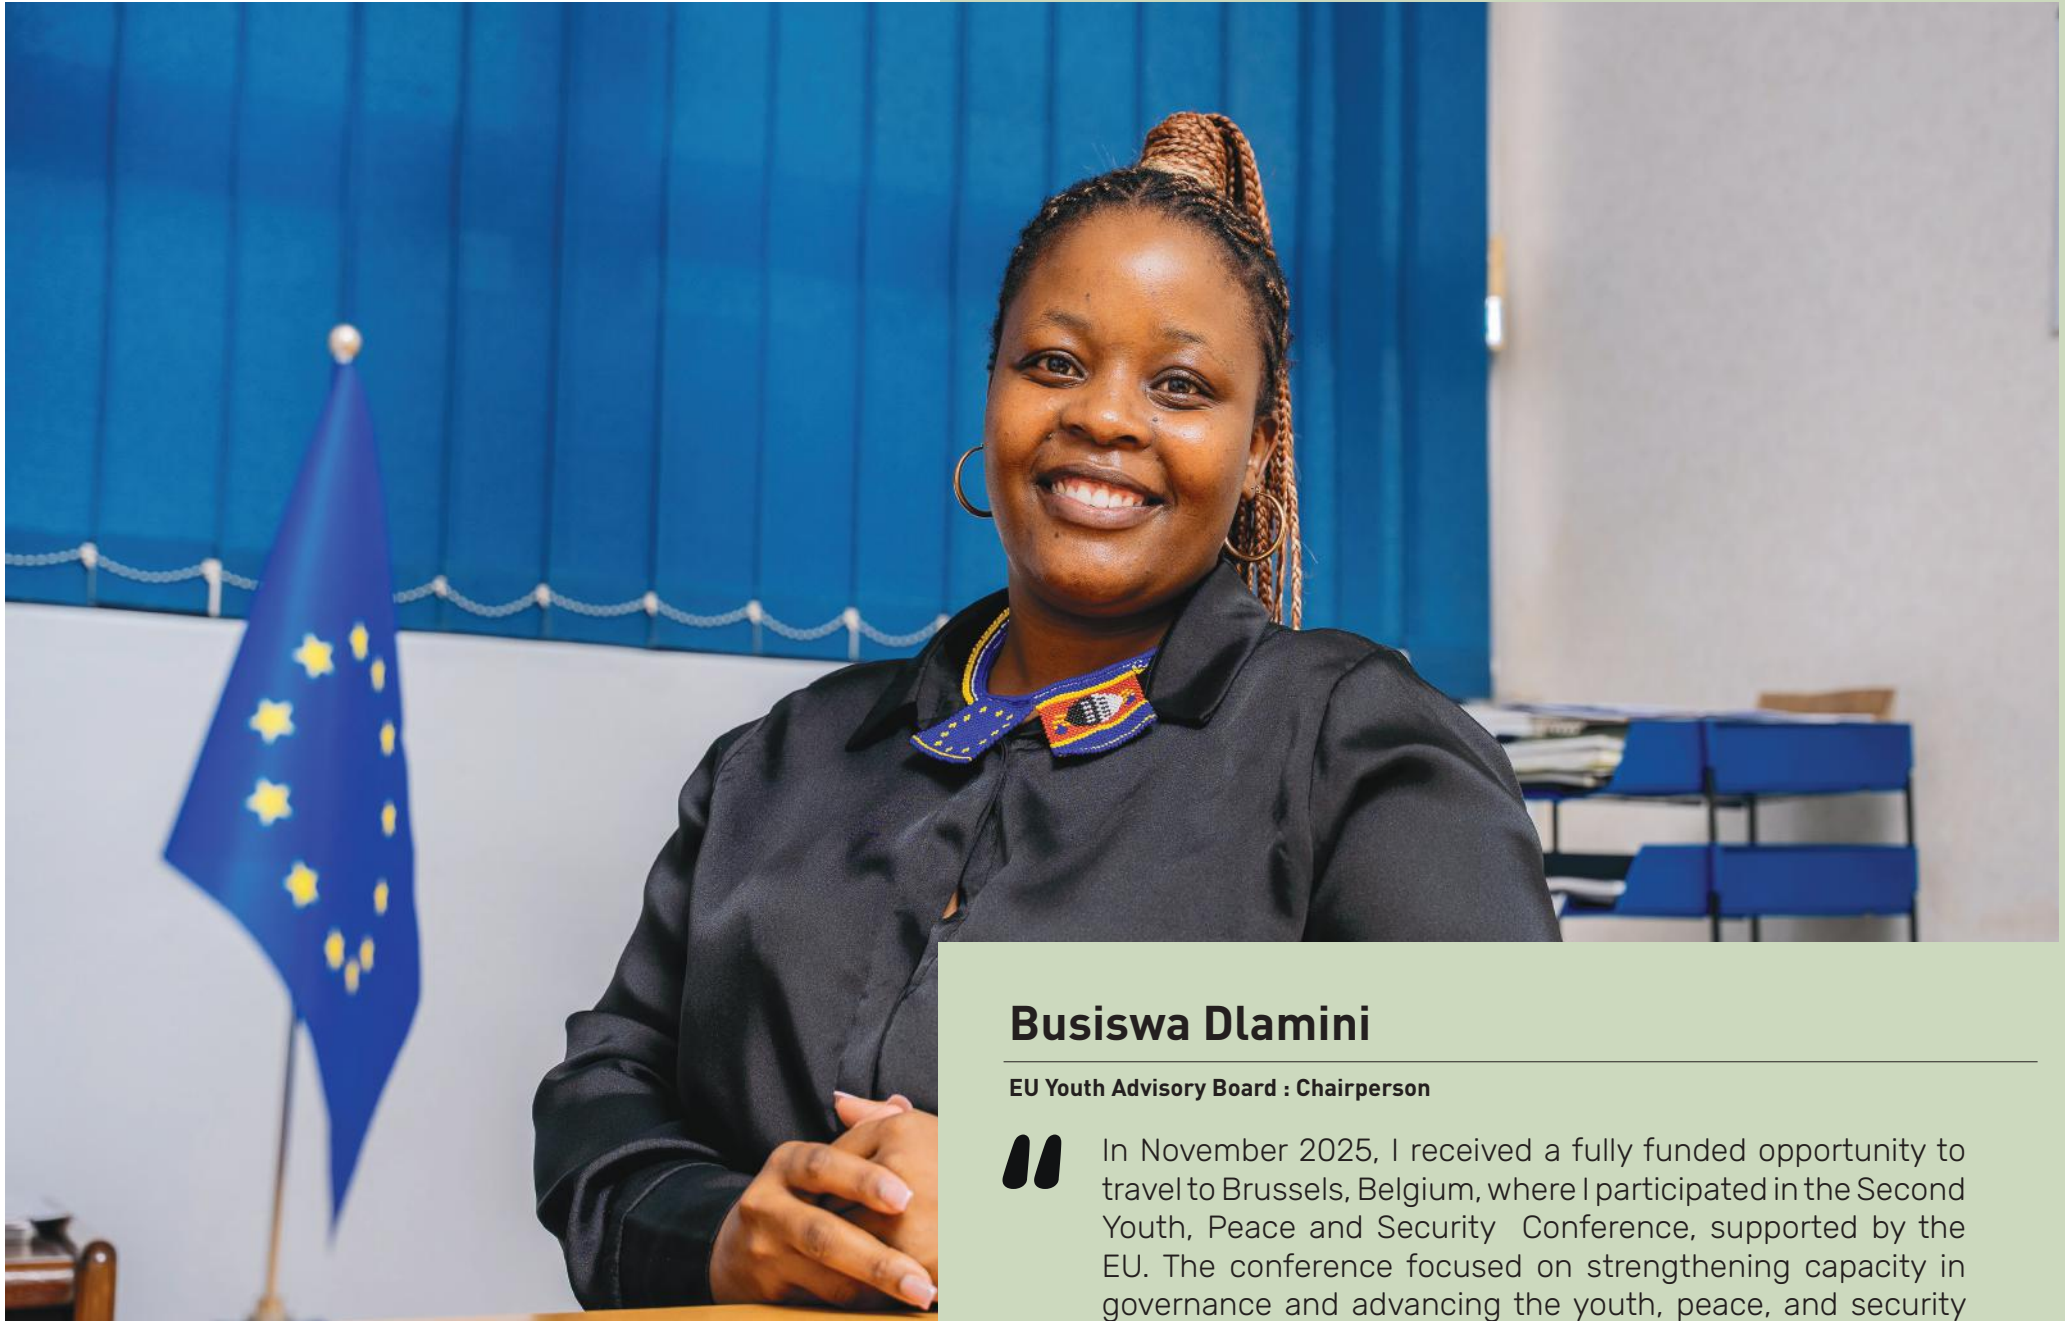 Busiswa Dlamini
EU Youth Advisory Board : Chairperson
“ In November 2025, I received a fully funded opportunity to
travel to Brussels, Belgium, where I participated in the Second
Youth, Peace and Security Conference, supported by the
EU. The conference focused on strengthening capacity in
governance and advancing the youth, peace, and security